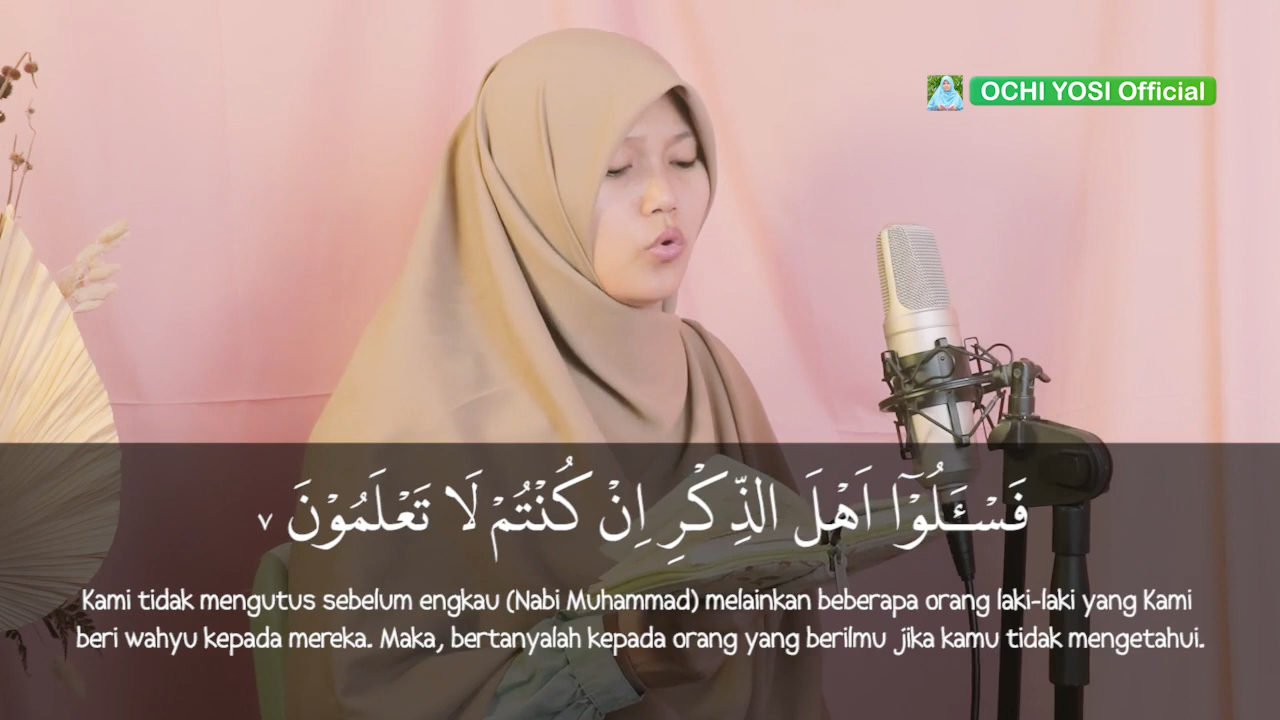 OCHI YOSI Official
فَسْـَٔلُوْٓا اَهْلَ الذِّكْرِ اِنْ كُنْتُمْ لَا تَعْلَمُوْنَ ٧
Kami tidak mengutus sebelum engkau (Nabi Muhammad) melainkan beberapa orang laki-laki yang Kami
beri wahyu kepada mereka. Maka, bertanyalah kepada orang yang berilmu jika kamu tidak mengetahui.